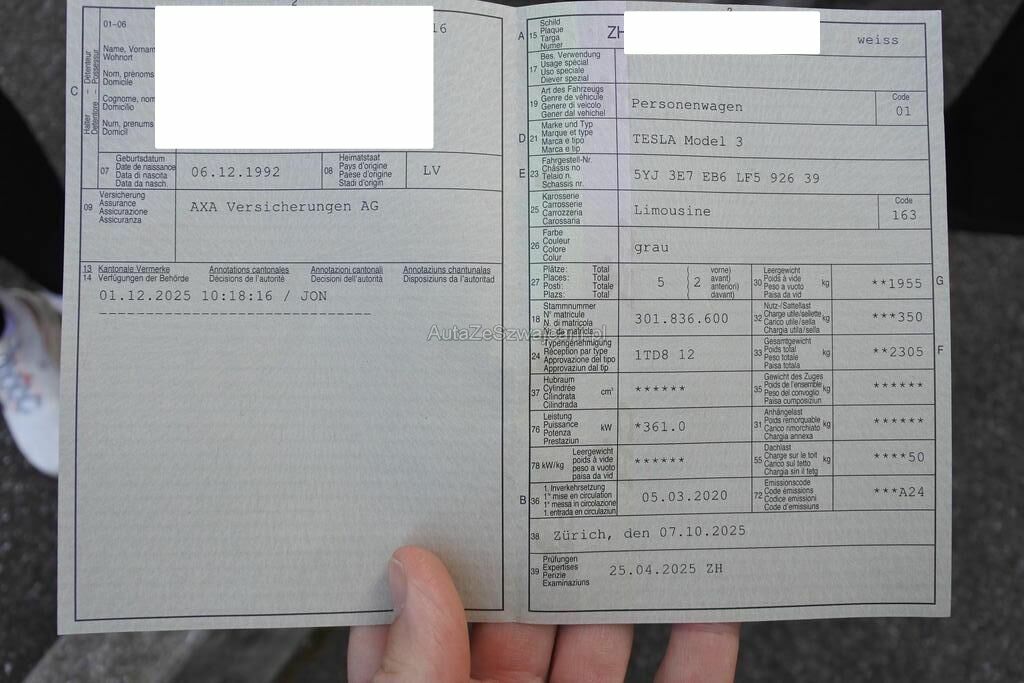 2
01-06
16
Halter – Détenteur
Detentore – Possessur
C
Name, Vornam
Wohnort
Nom, prénoms
Domicile
Cognome, nom
Domicilio
Num, prenums
Domicil
07
Geburtsdatum
Date de naissance
Data di nascita
Data da nasch.
06.12.1992
08
Heimatstaat
Pays d'origine
Paese d'origine
Stadi d'origin
LV
09
Versicherung
Assurance
Assicurazione
Assicuranza
AXA Versicherungen AG
13 Kantonale Vermerke Annotations cantonales Annotazioni cantonali Annotaziuns chantunalas
14 Verfügungen der Behörde Décisions de l'autorité Decisioni dell'autorità Disposiziuns da l'autoritad
01.12.2025 10:18:16 / JON
AutaZeSzwajcarii.pl
A
15
Schild
Plaque
Targa
Numer
ZH
weiss
17
Bes. Verwendung
Usage spécial
Uso speciale
Diever spezial
19
Art des Fahrzeugs
Genre de véhicule
Genere di veicolo
Gener dal vehichel
Personenwagen
Code
01
D
21
Marke und Typ
Marque et type
Marca e tipo
Marca e tip
TESLA Model 3
E
23
Fahrgestell-Nr.
Châssis no
Telaio n.
Schassis nr.
5YJ 3E7 EB6 LF5 926 39
25
Karosserie
Carrosserie
Carrozzeria
Carossaria
Limousine
Code
163
26
Farbe
Couleur
Colore
Colur
grau
27
Plätze: Total
Places: Total
Posti: Totale
Plazs: Total
5
2
vorne)
avant)
anteriori)
davant)
30
Leergewicht
Poids à vide
Peso a vuoto
Paisa da vid
kg
**1955
G
18
Stammnummer
N° matricule
N. di matricola
Nr. da matricla
301.836.600
32
Nutz-/Sattellast
Charge utile/sellette
Carico utile/sella
Chargia utila/sella
kg
***350
24
Typengenehmigung
Réception par type
Approvazione del tipo
Approvaziun dal tip
1TD8 12
33
Gesamtgewicht
Poids total
Peso totale
Paisa totala
kg
**2305
F
37
Hubraum
Cylindrée
Cilindrata
Cilindrada
cm³
******
35
Gewicht des Zuges
Poids de l'ensemble
Peso del convoglio
Paisa cumposiziun
kg
******
76
Leistung
Puissance
Potenza
Prestaziun
kW
*361.0
31
Anhängelast
Poids remorquable
Carico rimorchiato
Chargia annexa
kg
******
78 kW/kg
Leergewicht
poids à vide
peso a vuoto
paisa da vid
******
55
Dachlast
Charge sur le toit
Carico sul tetto
Chargia sin il tetg
kg
****50
B
36
1. Inverkehrsetzung
1re mise en circulation
1a messa in circolazione
1. entrada en circulaziun
05.03.2020
72
Emissionscode
Code émissions
Codice emissioni
Code d'emissiuns
***A24
38
Zürich, den 07.10.2025
39
Prüfungen
Expertises
Perizie
Examinaziuns
25.04.2025 ZH